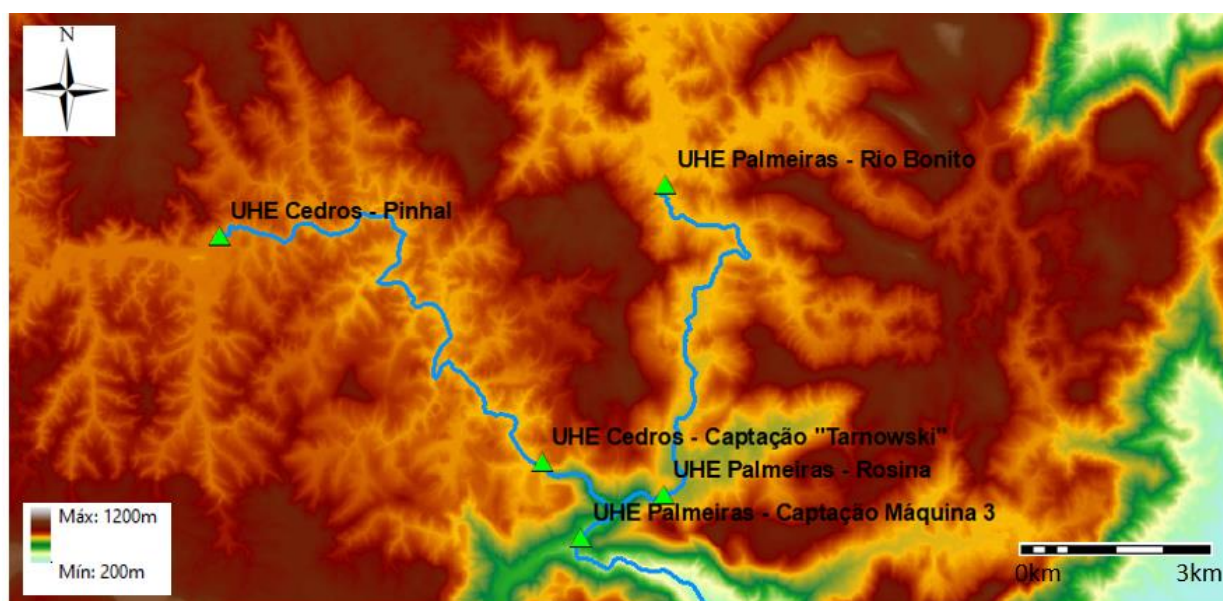 N
UHE Palmeiras - Rio Bonito
UHE Cedros - Pinhal
UHE Cedros - Captação "Tarnowski"
UHE Palmeiras - Rosina
UHE Palmeiras - Captação Máquina 3
Máx: 1200m
Mín: 200m
0km 3km